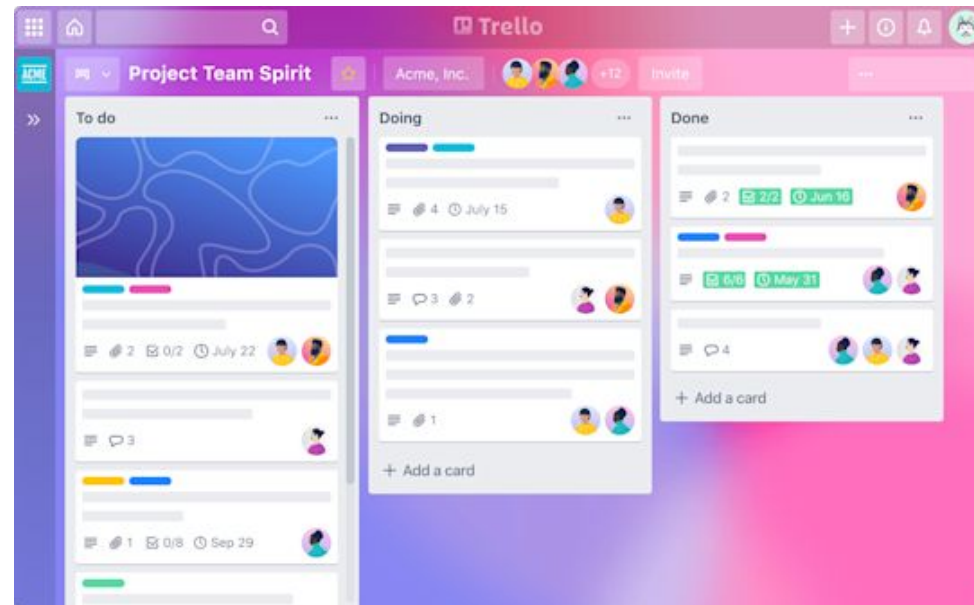 Trello
ACME
Project Team Spirit
Acme, Inc.
+12
Invite
To do
2
0/2
July 22
3
1
0/8
Sep 29
Doing
4
July 15
3
2
1
+ Add a card
Done
2
2/2
Jun 16
6/6
May 31
4
+ Add a card